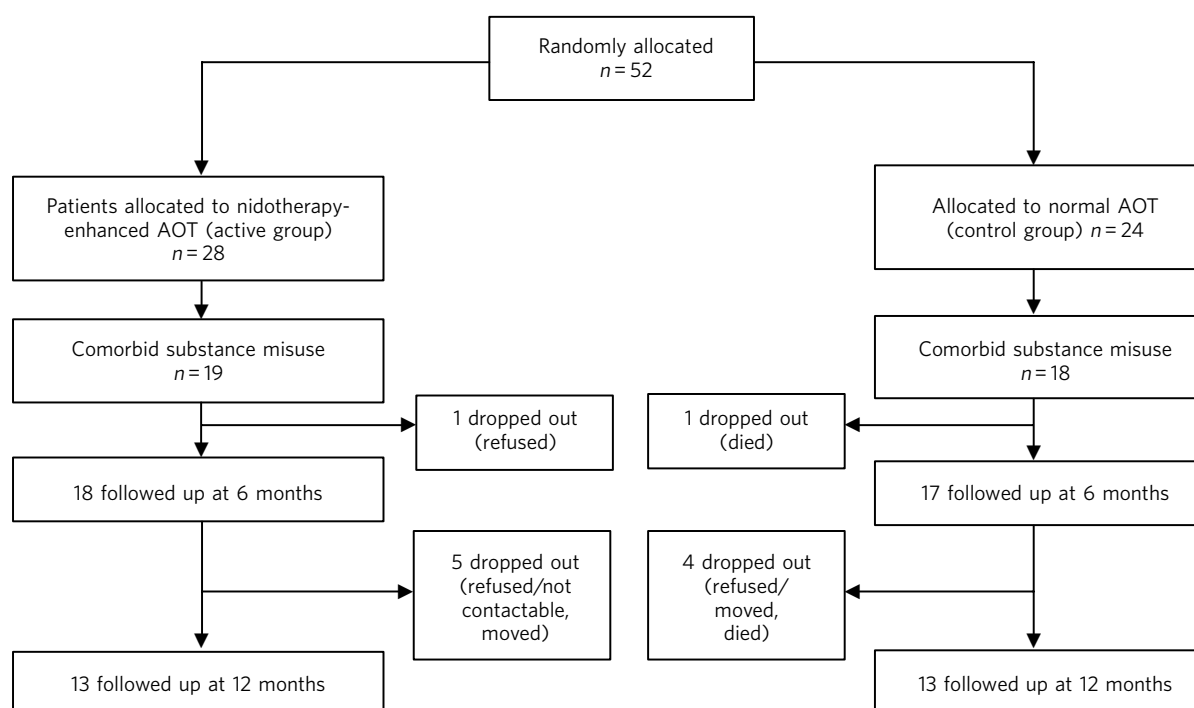 Randomly allocated
n = 52
Patients allocated to nidotherapy-
enhanced AOT (active group)
n = 28
Allocated to normal AOT
(control group) n = 24
Comorbid substance misuse
n = 19
Comorbid substance misuse
n = 18
1 dropped out
(refused)
1 dropped out
(died)
18 followed up at 6 months
17 followed up at 6 months
5 dropped out
(refused/not
contactable,
moved)
4 dropped out
(refused/
moved,
died)
13 followed up at 12 months
13 followed up at 12 months